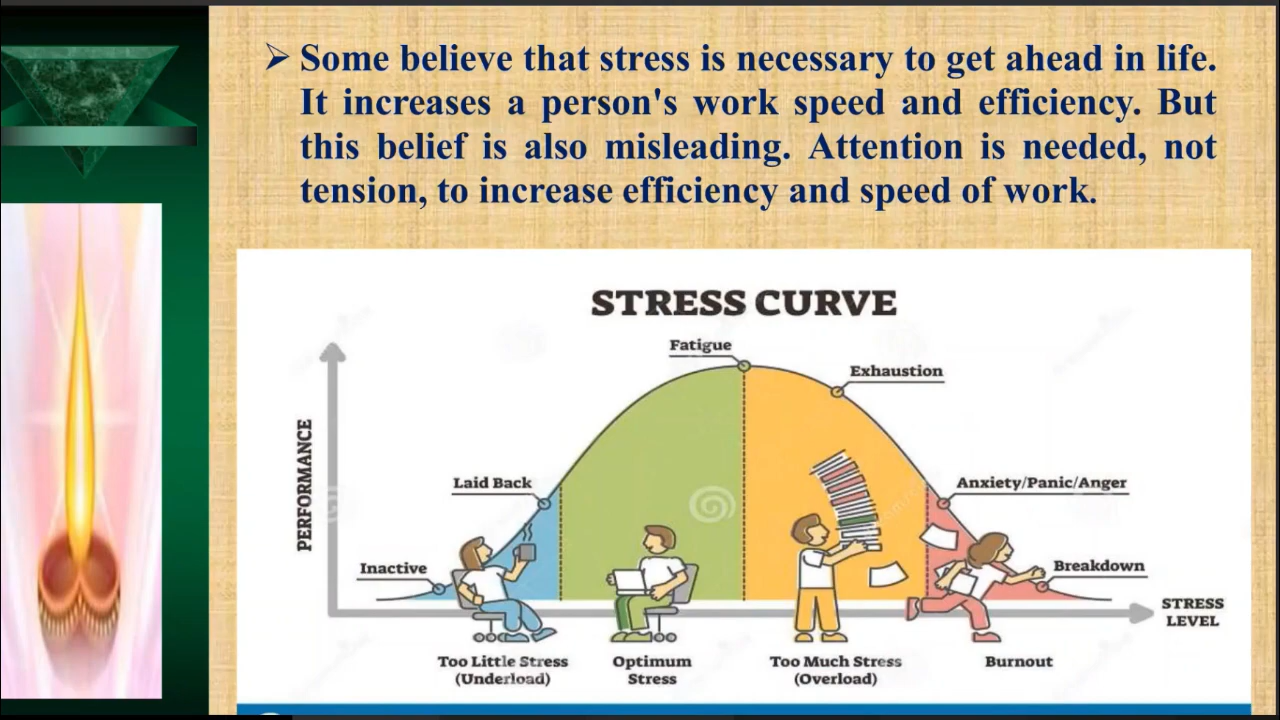 ➢ Some believe that stress is necessary to get ahead in life.
It increases a person's work speed and efficiency. But
this belief is also misleading. Attention is needed, not
tension, to increase efficiency and speed of work.
STRESS CURVE
Fatigue
Exhaustion
PERFORMANCE
Laid Back
Anxiety/Panic/Anger
Inactive
Breakdown
STRESS
LEVEL
Too Little Stress
(Underload)
Optimum
Stress
Too Much Stress
(Overload)
Burnout